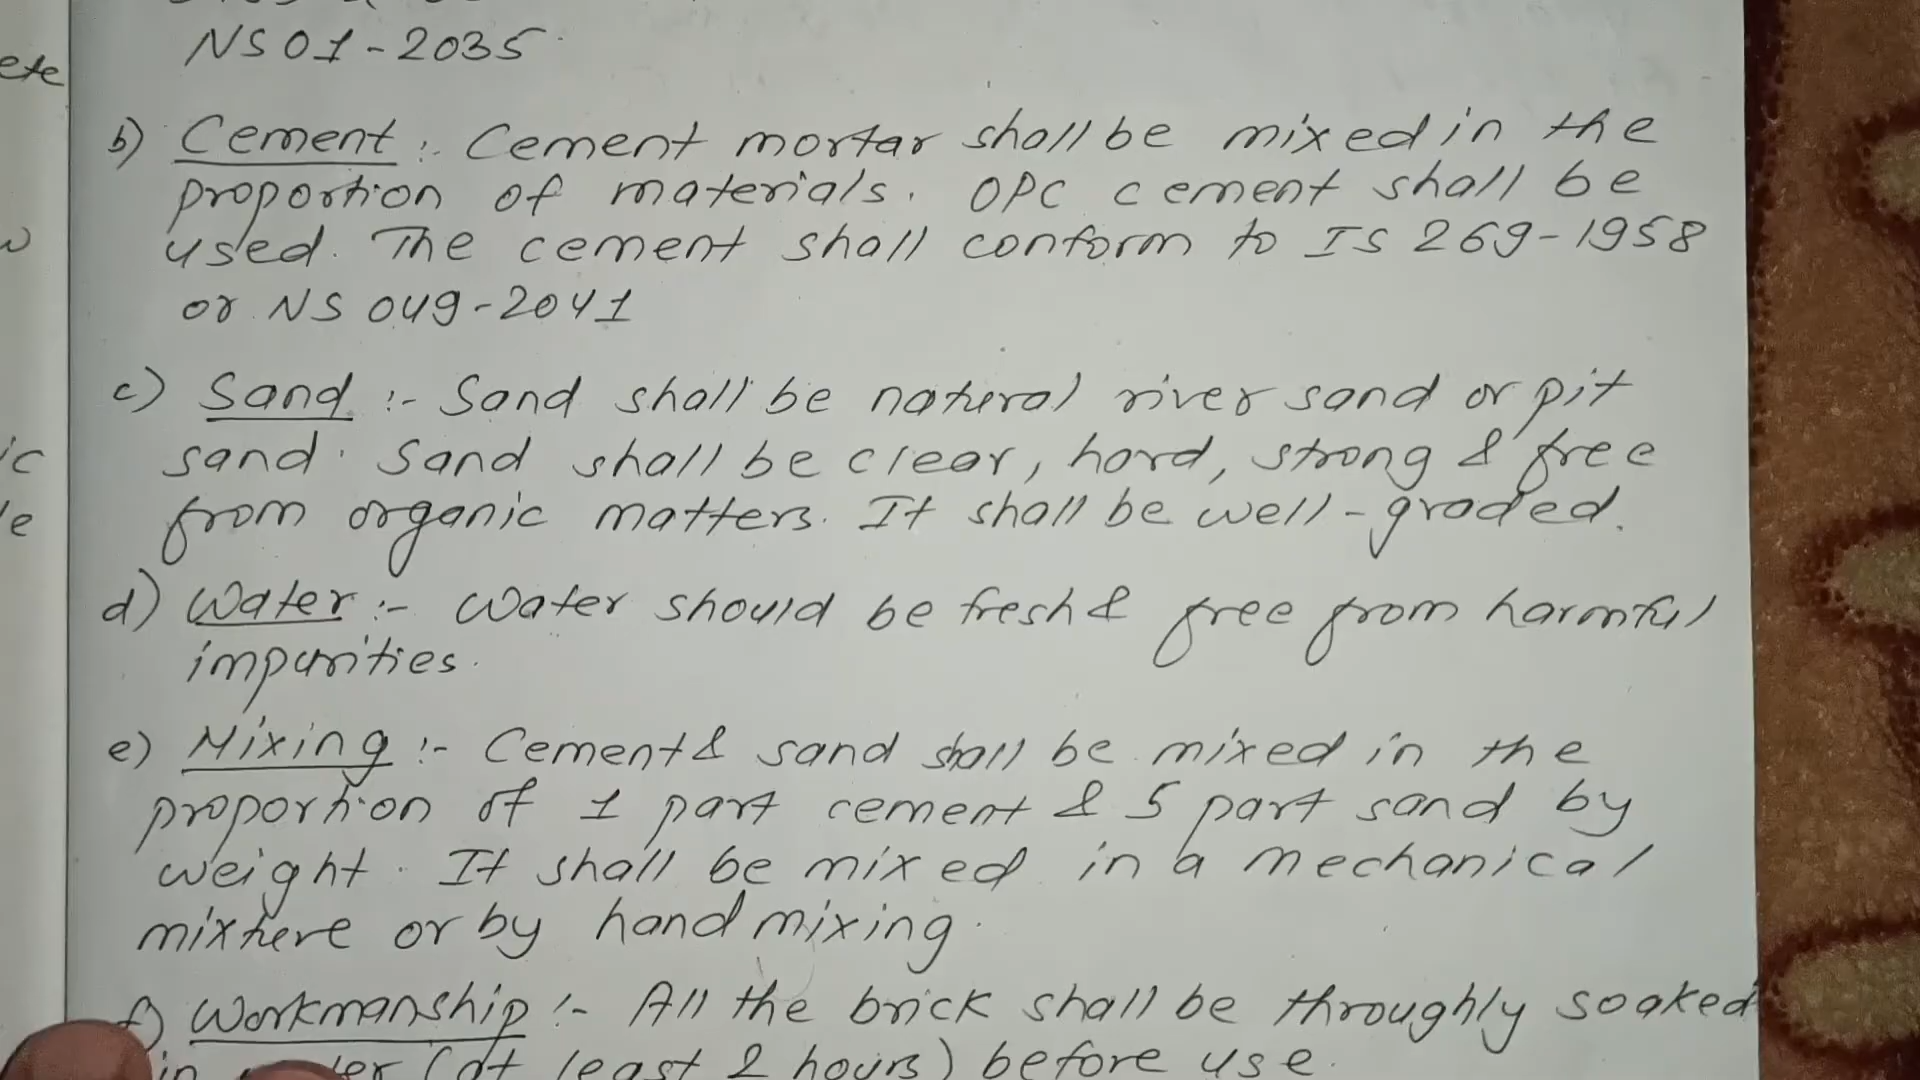 NS 01-2035
ete
b) Cement :- Cement mortar shall be mixed in the
proportion of materials. OPC cement shall be
used. The cement shall conform to IS 269-1958
w
or NS 049-2041
c) Sand :- Sand shall be natural river sand or pit
sand. Sand shall be clear, hard, strong & free
ic
from organic matters. It shall be well-graded.
le
d) Water :- Water should be fresh & free from harmful
impurities.
e) Mixing :- Cement & sand shall be mixed in the
proportion of 1 part cement & 5 part sand by
weight. It shall be mixed in a mechanical
mixture or by hand mixing.
f) Workmanship :- All the brick shall be throughly soaked
in (at least 2 hours) before use.